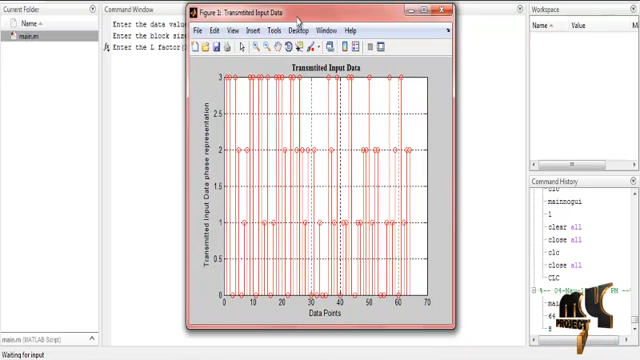 Current Folder
Name
main.m
main.m (MATLAB Script)
Waiting for input
Command Window
Enter the data value
Enter the block size
fx Enter the L factor
Figure 1: Transmitted Input Data
File Edit View Insert Tools Desktop Window Help
Transmitted Input Data
Transmitted Input Data phase representation
3
2.5
2
1.5
1
0.5
0
0 10 20 30 40 50 60 70
Data Points
Workspace
Name Value
Command History
clc
mainnogui
1
clear all
close all
clc
close all
CLC
64
8
PROJECT